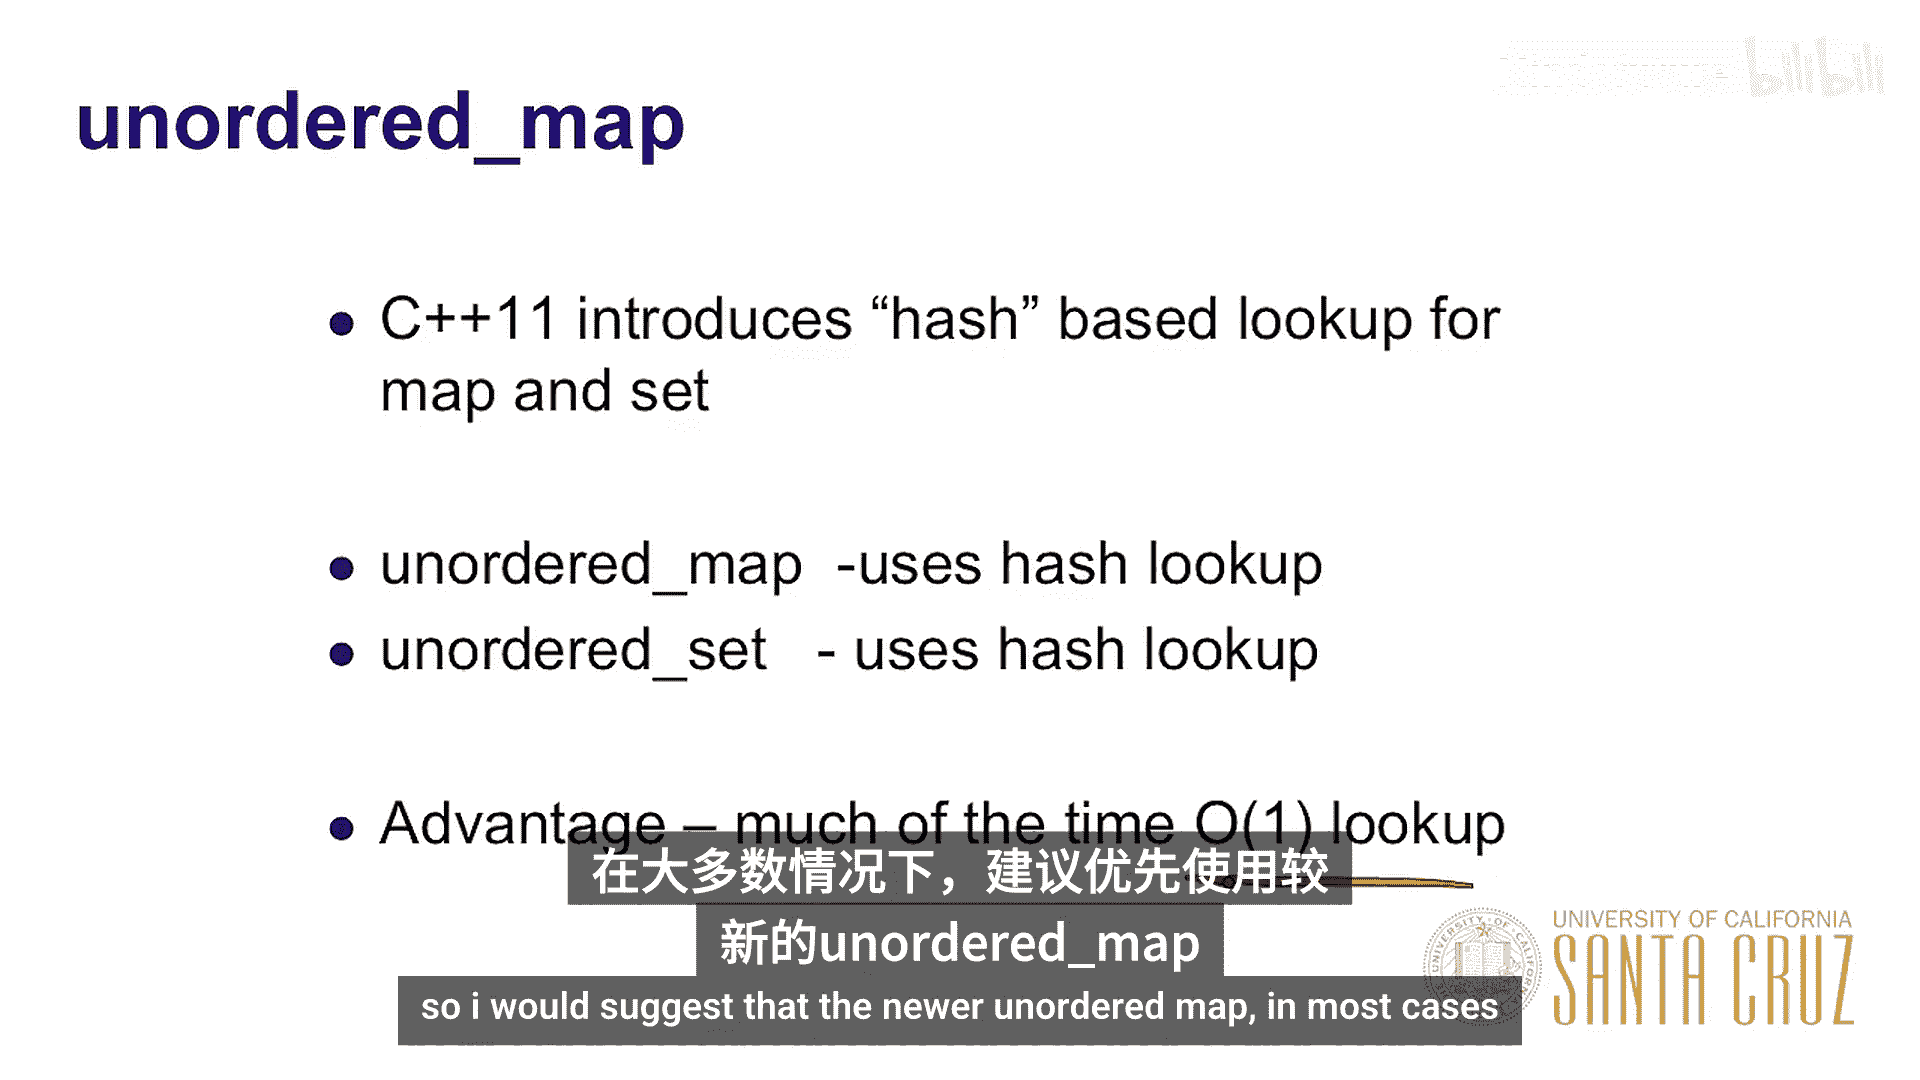 bilibili
unordered_map
• C++11 introduces “hash” based lookup for
map and set
• unordered_map -uses hash lookup
• unordered_set - uses hash lookup
• Advantage – much of the time O(1) lookup
在大多数情况下，建议优先使用较
新的unordered_map
so i would suggest that the newer unordered map, in most cases
UNIVERSITY OF CALIFORNIA
SANTA CRUZ